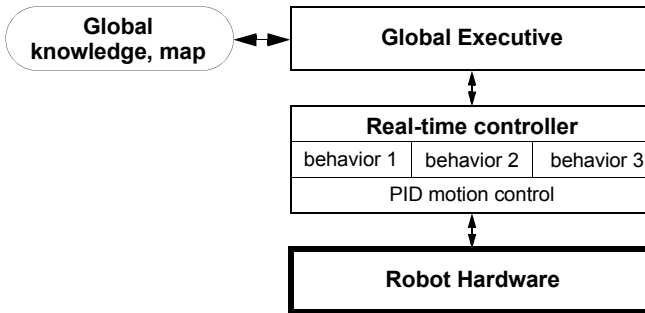 Global
knowledge, map
Global Executive
Real-time controller
behavior 1
behavior 2
behavior 3
PID motion control
Robot Hardware